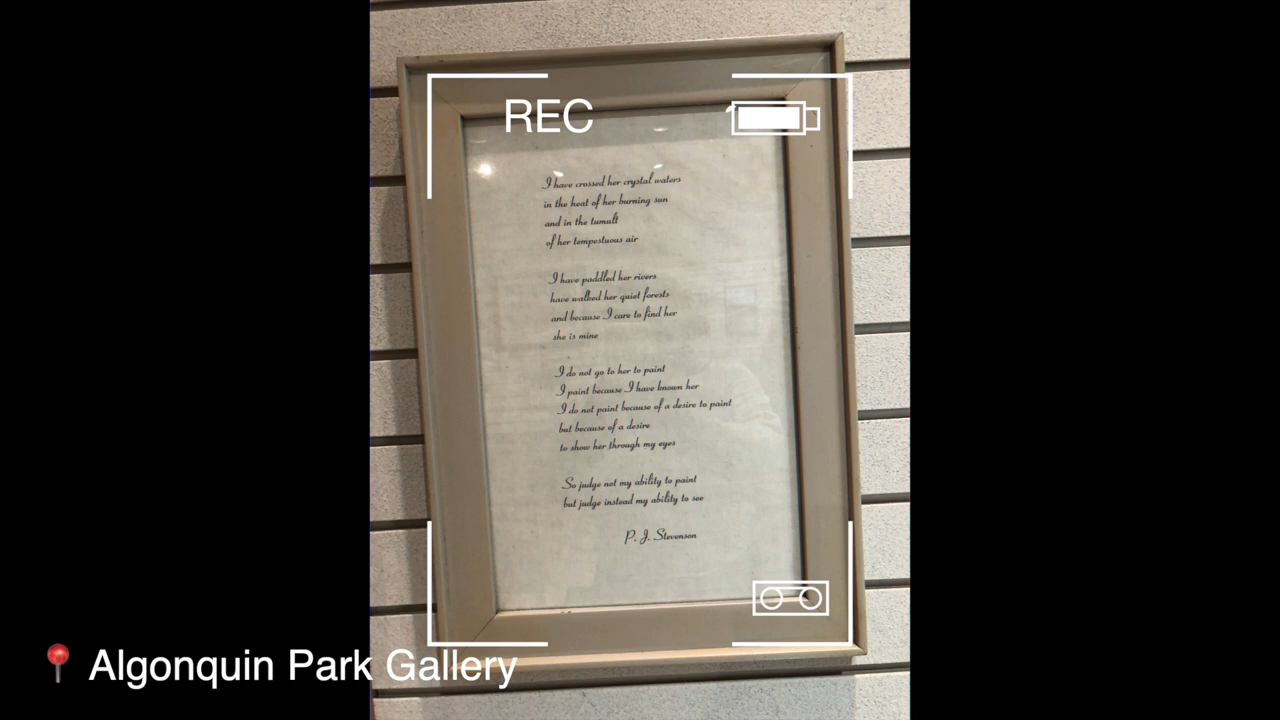 REC
I have crossed her crystal waters
in the heat of her burning sun
and in the tumult
of her tempestuous air
I have paddled her rivers
have walked her quiet forests
and because I care to find her
she is mine
I do not go to her to paint
I paint because I have known her
I do not paint because of a desire to paint
but because of a desire
to show her through my eyes
So judge not my ability to paint
but judge instead my ability to see
P. J. Stevenson
Algonquin Park Gallery